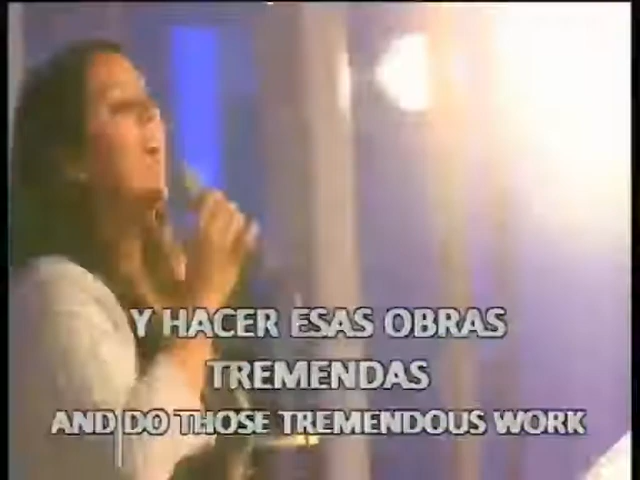 Y HACER ESAS OBRAS
TREMENDAS
AND DO THOSE TREMENDOUS WORK